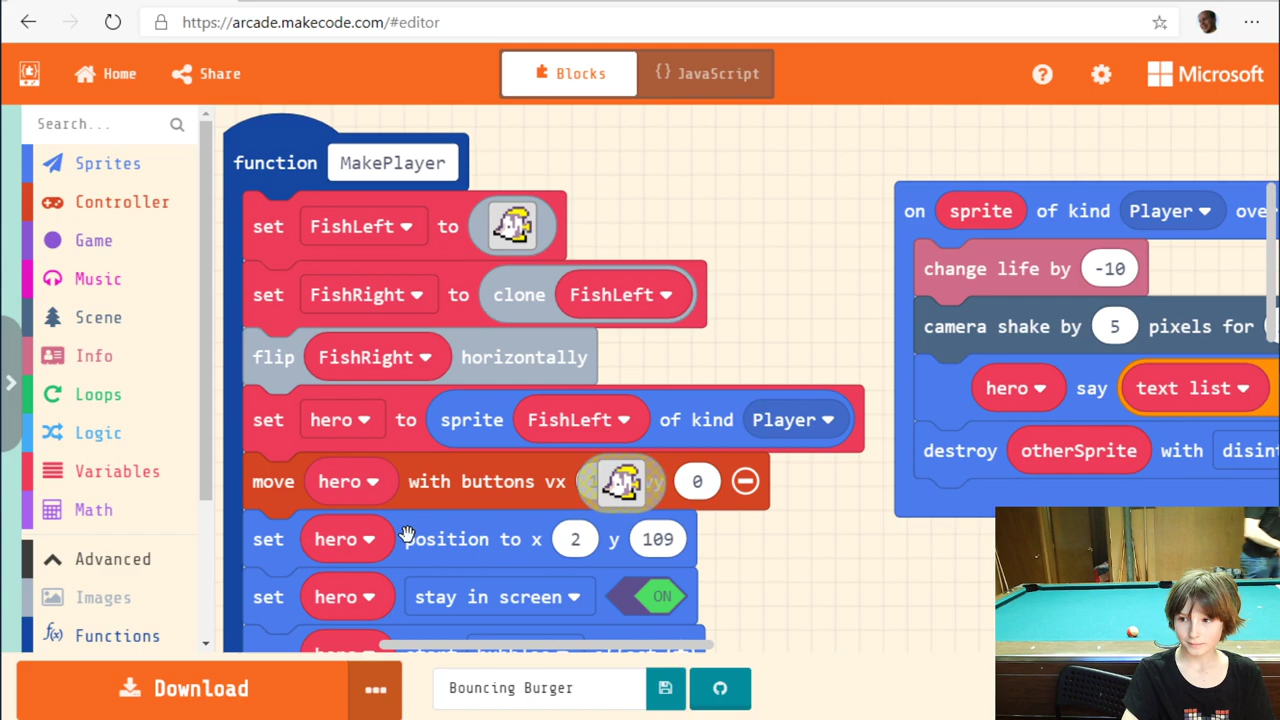 https://arcade.makecode.com/#editor
Home
Share
Blocks
{} JavaScript
Microsoft
Search...
Sprites
Controller
Game
Music
Scene
Info
Loops
Logic
Variables
Math
Advanced
Images
Functions
function MakePlayer
set FishLeft to
set FishRight to clone FishLeft
flip FishRight horizontally
set hero to sprite FishLeft of kind Player
move hero with buttons vx vy 0
set hero position to x 2 y 109
set hero stay in screen ON
on sprite of kind Player
change life by -10
camera shake by 5 pixels for
hero say text list
destroy otherSprite with
Download
Bouncing Burger